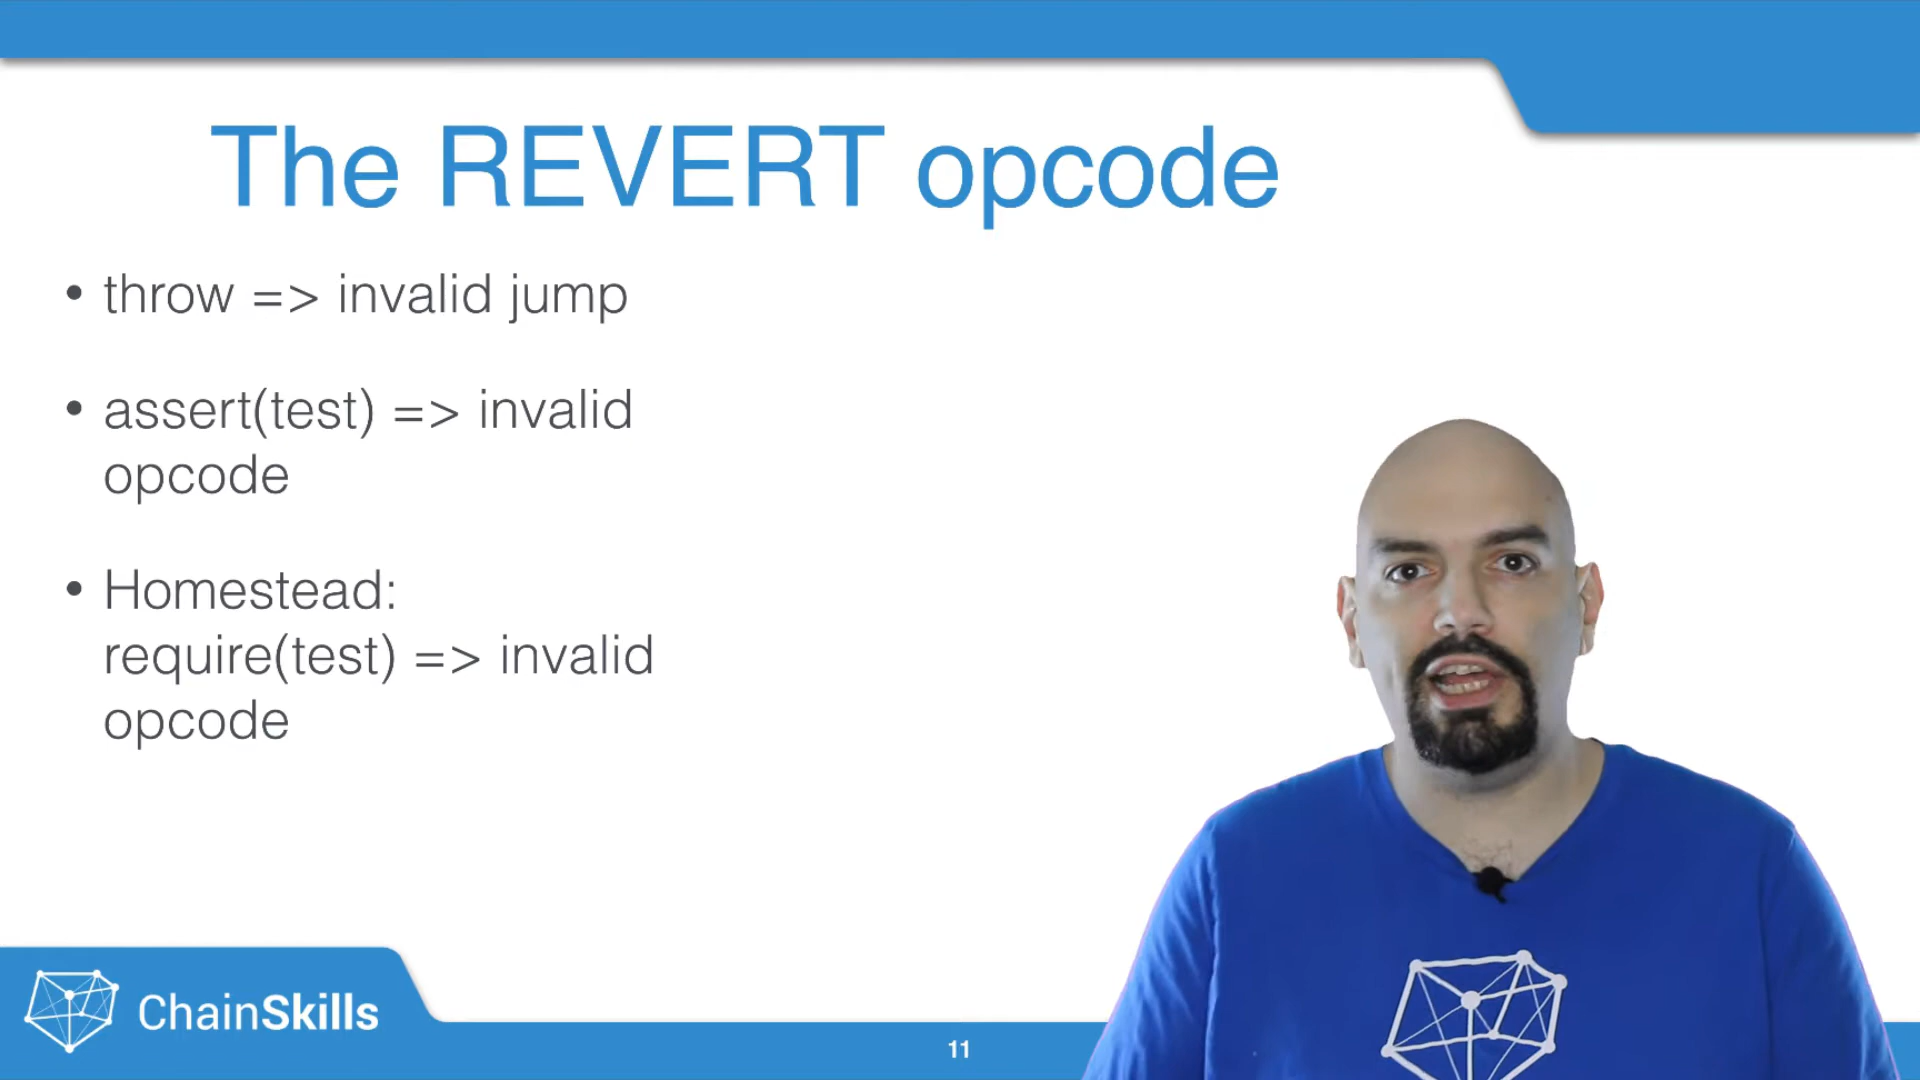 The REVERT opcode
• throw => invalid jump
• assert(test) => invalid
opcode
• Homestead:
require(test) => invalid
opcode
ChainSkills
11